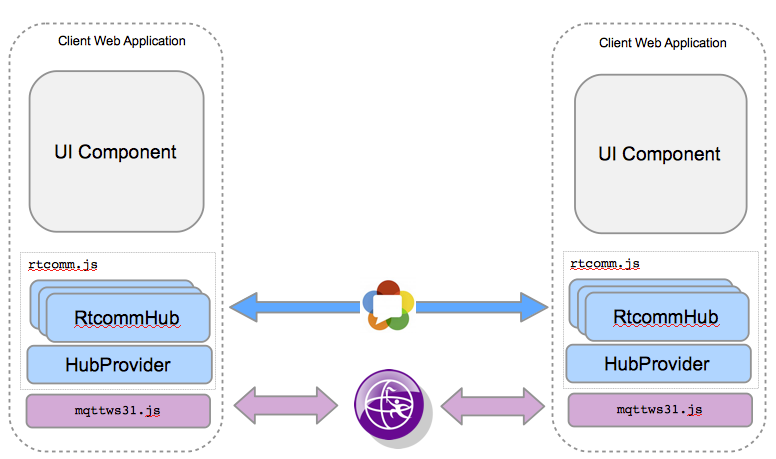 Client Web Application
UI Component
rtcomm.js
RtcommHub
HubProvider
mqttws31.js
Client Web Application
UI Component
rtcomm.js
RtcommHub
HubProvider
mqttws31.js